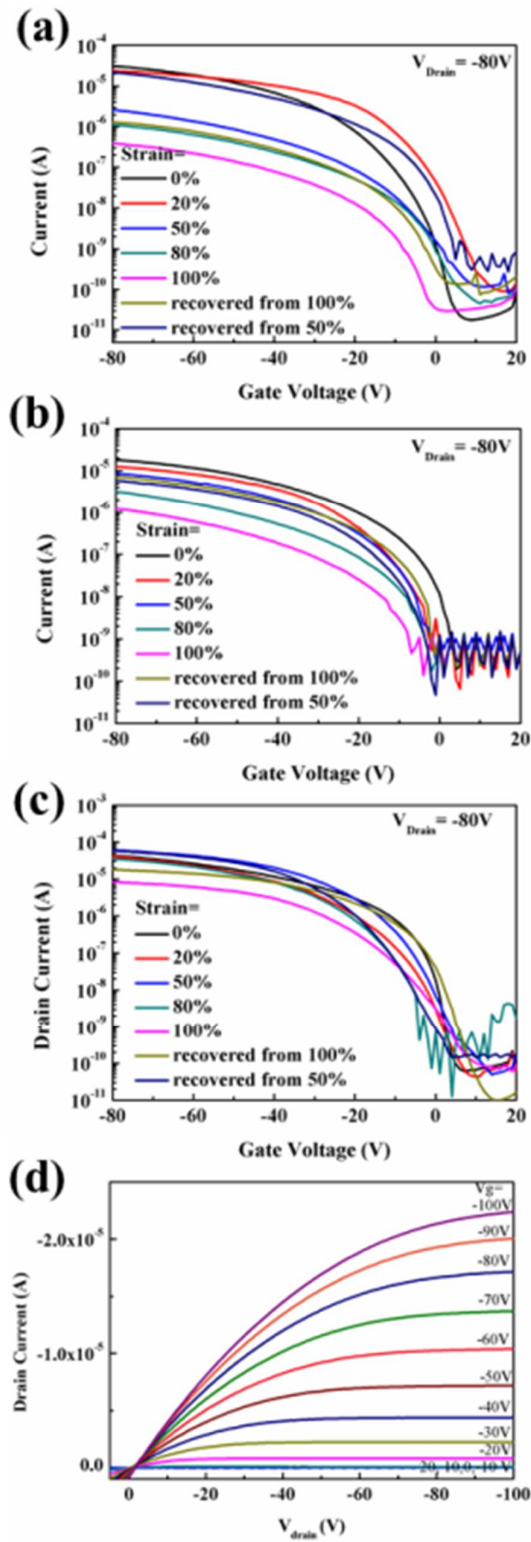 (a)
V_Drain= -80V
10^-4
10^-5
10^-6
10^-7
10^-8
10^-9
10^-10
10^-11
Current (A)
Strain=
0%
20%
50%
80%
100%
recovered from 100%
recovered from 50%
-80 -60 -40 -20 0 20
Gate Voltage (V)
(b)
V_Drain= -80V
10^-4
10^-5
10^-6
10^-7
10^-8
10^-9
10^-10
10^-11
Current (A)
Strain=
0%
20%
50%
80%
100%
recovered from 100%
recovered from 50%
-80 -60 -40 -20 0 20
Gate Voltage (V)
(c)
V_Drain= -80V
10^-3
10^-4
10^-5
10^-6
10^-7
10^-8
10^-9
10^-10
10^-11
Drain Current (A)
Strain=
0%
20%
50%
80%
100%
recovered from 100%
recovered from 50%
-80 -60 -40 -20 0 20
Gate Voltage (V)
(d)
Vg=
-100V
-90V
-80V
-70V
-60V
-50V
-40V
-30V
-20V
20, 10,0, -10 V
-2.0x10^-5
-1.0x10^-5
0.0
Drain Current (A)
0 -20 -40 -60 -80 -100
V_drain (V)